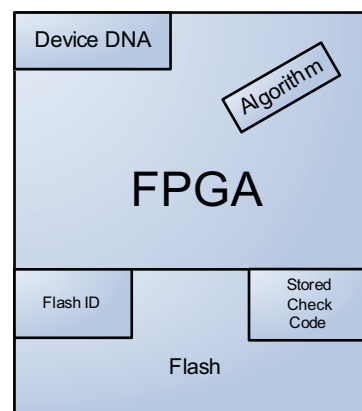 Device DNA
Algorithm
FPGA
Flash ID
Stored
Check
Code
Flash